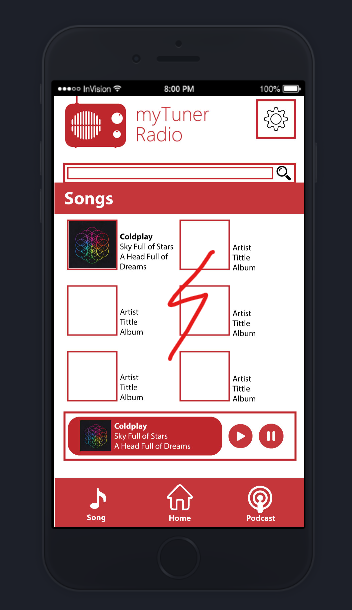 InVision 8:00 PM 100%
myTuner
Radio
Songs
Coldplay
Sky Full of Stars
A Head Full of
Dreams
Artist
Tittle
Album
Artist
Tittle
Album
Artist
Tittle
Album
Artist
Tittle
Album
Artist
Tittle
Album
Coldplay
Sky Full of Stars
A Head Full of Dreams
Song Home Podcast